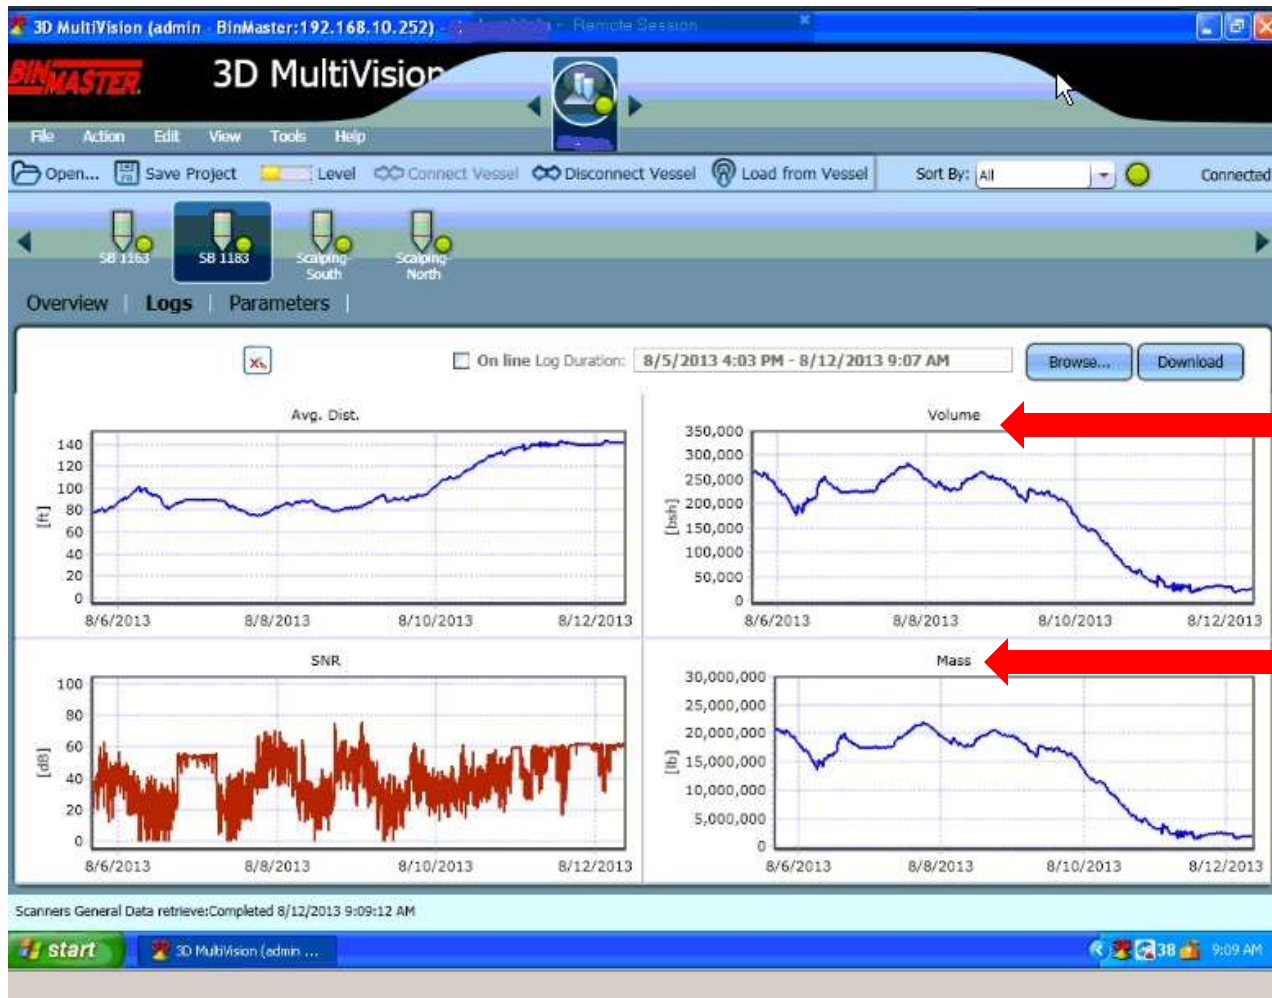 3D MultiVision (admin - BinMaster:192.168.10.252) - Remote Session
BINMASTER.
3D MultiVision
File Action Edit View Tools Help
Open... Save Project Level Connect Vessel Disconnect Vessel Load from Vessel Sort By: All Connected
SB 1163 SB 1183 Scalping-South Scalping-North
Overview Logs Parameters
On line Log Duration: 8/5/2013 4:03 PM - 8/12/2013 9:07 AM Browse... Download
Avg. Dist.
[ft]
140
120
100
80
60
40
20
0
8/6/2013 8/8/2013 8/10/2013 8/12/2013
Volume
[bsh]
350,000
300,000
250,000
200,000
150,000
100,000
50,000
0
8/6/2013 8/8/2013 8/10/2013 8/12/2013
SNR
[dB]
100
80
60
40
20
0
8/6/2013 8/8/2013 8/10/2013 8/12/2013
Mass
[lb]
30,000,000
25,000,000
20,000,000
15,000,000
10,000,000
5,000,000
0
8/6/2013 8/8/2013 8/10/2013 8/12/2013
Scanners General Data retrieve:Completed 8/12/2013 9:09:12 AM
start 3D MultiVision (admin ... 38 9:09 AM